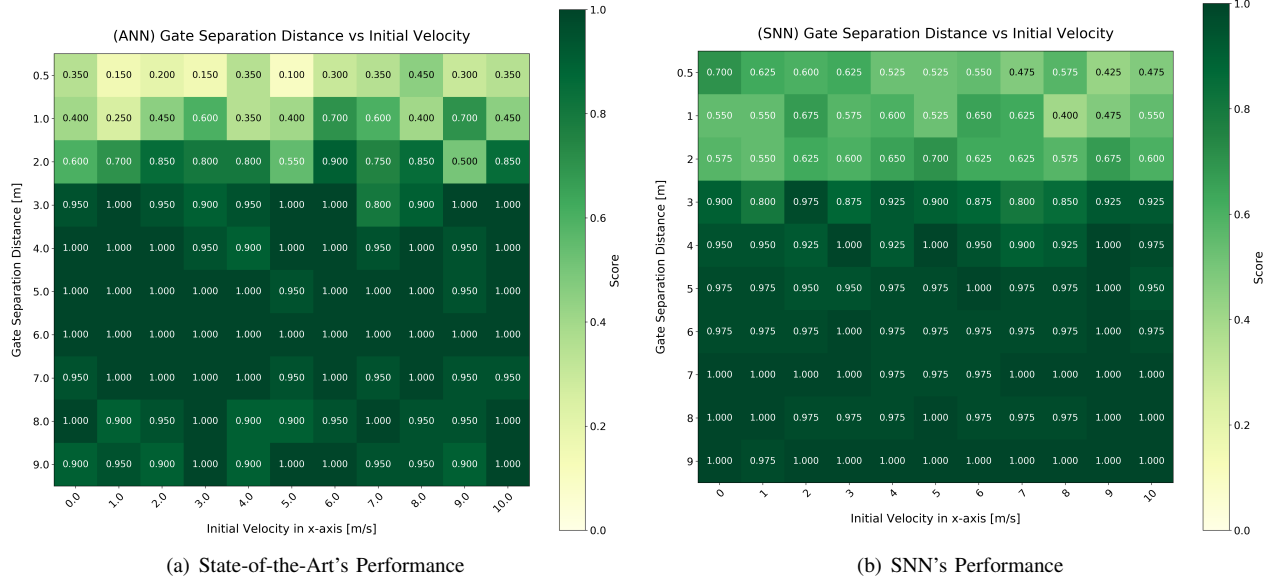 (ANN) Gate Separation Distance vs Initial Velocity
Gate Separation Distance [m]
0.5 0.350 0.150 0.200 0.150 0.350 0.100 0.300 0.350 0.450 0.300 0.350
1.0 0.400 0.250 0.450 0.600 0.350 0.400 0.700 0.600 0.400 0.700 0.450
2.0 0.600 0.700 0.850 0.800 0.800 0.550 0.900 0.750 0.850 0.500 0.850
3.0 0.950 1.000 0.950 0.900 0.950 1.000 1.000 0.800 0.900 1.000 1.000
4.0 1.000 1.000 1.000 0.950 0.900 1.000 1.000 0.950 1.000 0.950 1.000
5.0 1.000 1.000 1.000 1.000 1.000 0.950 1.000 1.000 1.000 0.950 1.000
6.0 1.000 1.000 1.000 1.000 1.000 1.000 1.000 1.000 1.000 1.000 1.000
7.0 0.950 1.000 1.000 1.000 1.000 0.950 1.000 0.950 0.950 0.950 0.950
8.0 1.000 0.900 0.950 1.000 0.900 0.900 0.950 1.000 0.950 1.000 1.000
9.0 0.900 0.950 0.900 1.000 0.900 1.000 1.000 0.950 0.950 0.900 1.000
0.0 1.0 2.0 3.0 4.0 5.0 6.0 7.0 8.0 9.0 10.0
Initial Velocity in x-axis [m/s]
1.0
0.8
0.6
0.4
0.2
0.0
Score
(a) State-of-the-Art's Performance
(SNN) Gate Separation Distance vs Initial Velocity
Gate Separation Distance [m]
0.5 0.700 0.625 0.600 0.625 0.525 0.525 0.550 0.475 0.575 0.425 0.475
1 0.550 0.550 0.675 0.575 0.600 0.525 0.650 0.625 0.400 0.475 0.550
2 0.575 0.550 0.625 0.600 0.650 0.700 0.625 0.625 0.600 0.675 0.600
3 0.900 0.800 0.975 0.875 0.925 0.900 0.875 0.800 0.850 0.925 0.925
4 0.950 0.950 0.925 1.000 0.925 1.000 0.950 0.900 0.925 1.000 0.975
5 0.975 0.975 0.950 0.950 0.975 0.975 1.000 0.975 0.975 1.000 0.950
6 0.975 0.975 0.975 1.000 0.975 0.975 0.975 0.975 0.975 1.000 0.975
7 1.000 1.000 1.000 1.000 0.975 0.975 0.975 1.000 1.000 1.000 1.000
8 1.000 1.000 0.975 0.975 0.975 1.000 0.975 0.975 0.975 1.000 1.000
9 1.000 0.975 1.000 1.000 1.000 1.000 1.000 1.000 1.000 1.000 1.000
0 1 2 3 4 5 6 7 8 9 10
Initial Velocity in x-axis [m/s]
1.0
0.8
0.6
0.4
0.2
0.0
Score
(b) SNN's Performance